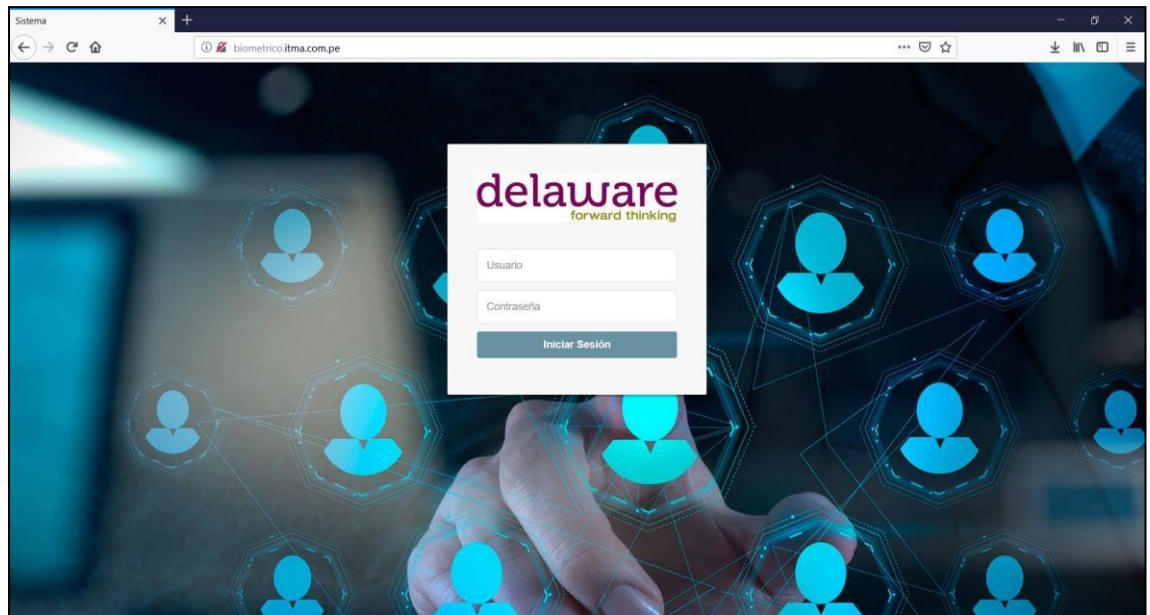 Sistema
biometrico.itma.com.pe
delaware
forward thinking
Usuario
Contraseña
Iniciar Sesión